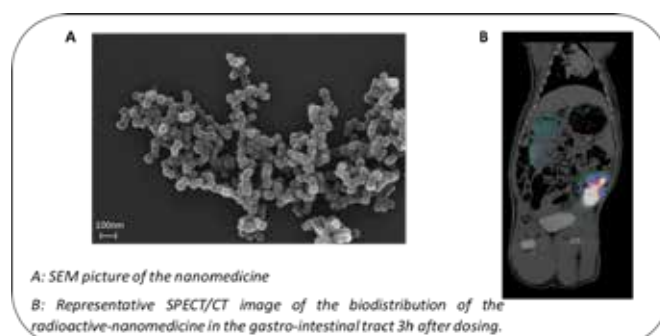 A
B
100nm
A: SEM picture of the nanomedicine
B: Representative SPECT/CT image of the biodistribution of the
radioactive-nanomedicine in the gastro-intestinal tract 3h after dosing.